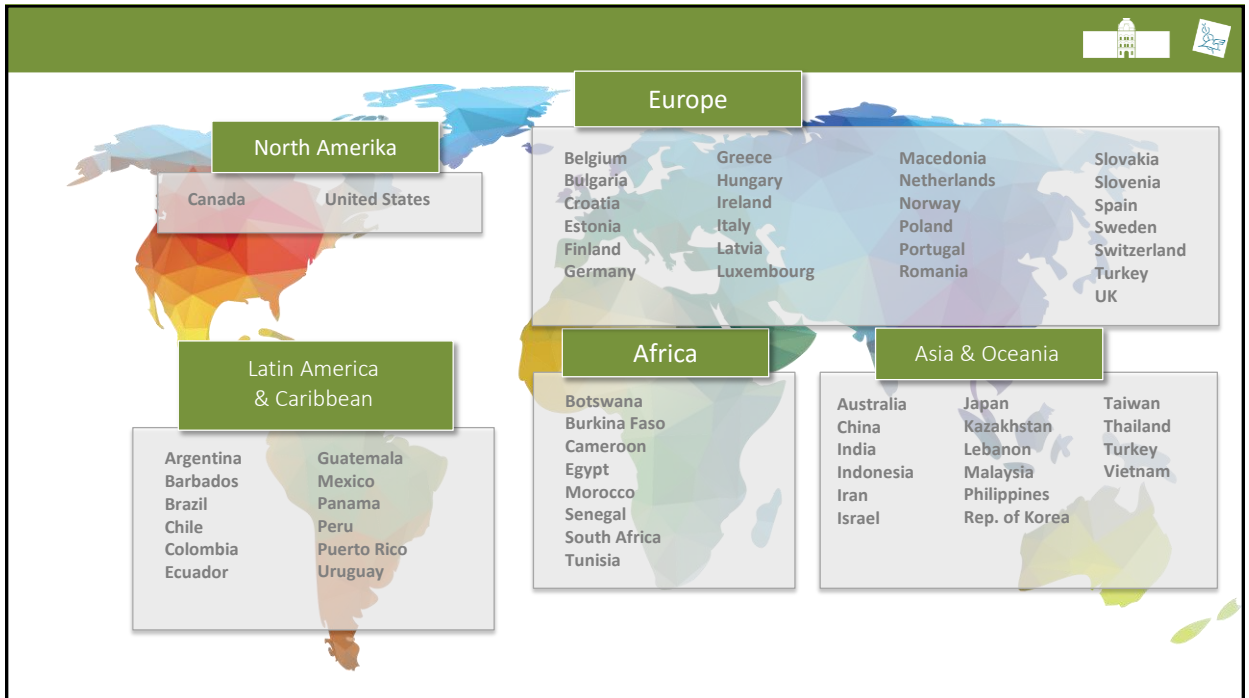 North Amerika
Canada
United States
Europe
Belgium
Bulgaria
Croatia
Estonia
Finland
Germany
Greece
Hungary
Ireland
Italy
Latvia
Luxembourg
Macedonia
Netherlands
Norway
Poland
Portugal
Romania
Slovakia
Slovenia
Spain
Sweden
Switzerland
Turkey
UK
Latin America
& Caribbean
Argentina
Barbados
Brazil
Chile
Colombia
Ecuador
Guatemala
Mexico
Panama
Peru
Puerto Rico
Uruguay
Africa
Botswana
Burkina Faso
Cameroon
Egypt
Morocco
Senegal
South Africa
Tunisia
Asia & Oceania
Australia
China
India
Indonesia
Iran
Israel
Japan
Kazakhstan
Lebanon
Malaysia
Philippines
Rep. of Korea
Taiwan
Thailand
Turkey
Vietnam